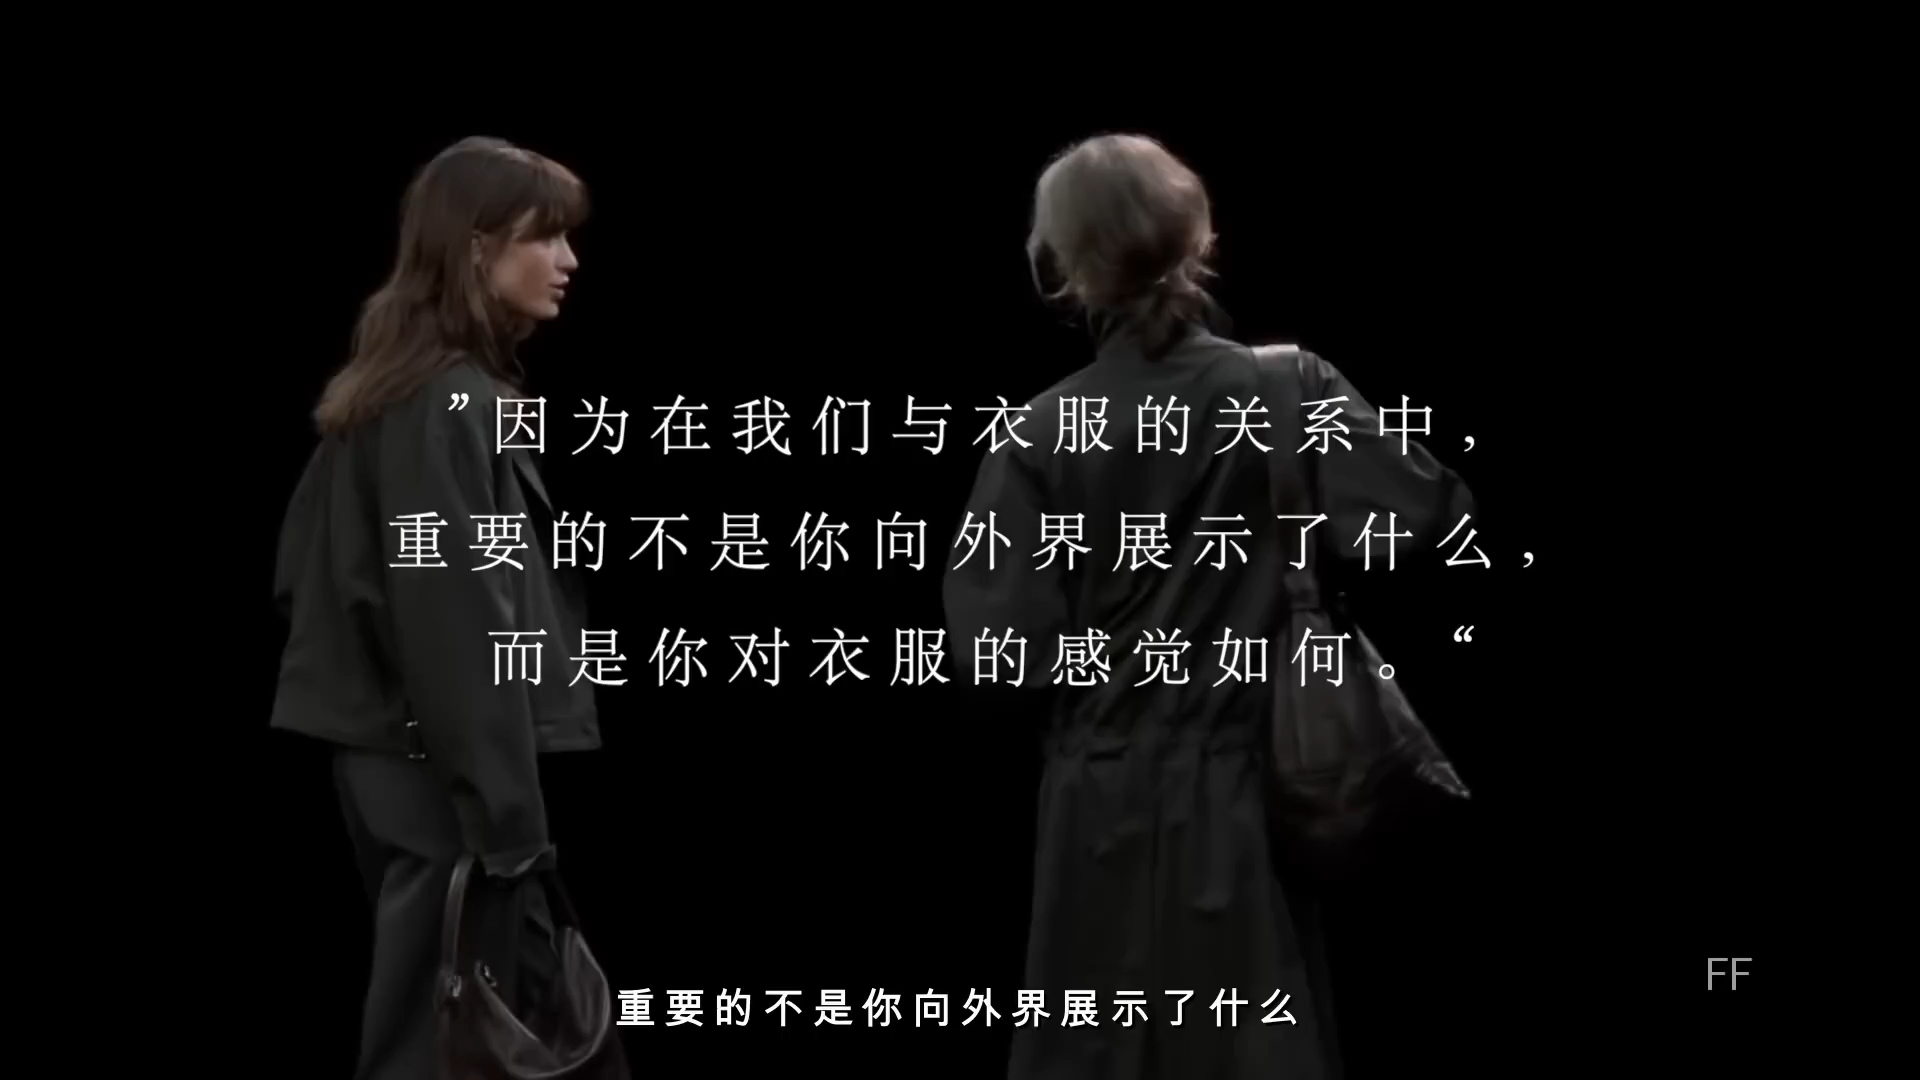 ”因为在我们与衣服的关系中，
重要的不是你向外界展示了什么，
而是你对衣服的感觉如何。“
重要的不是你向外界展示了什么
FF